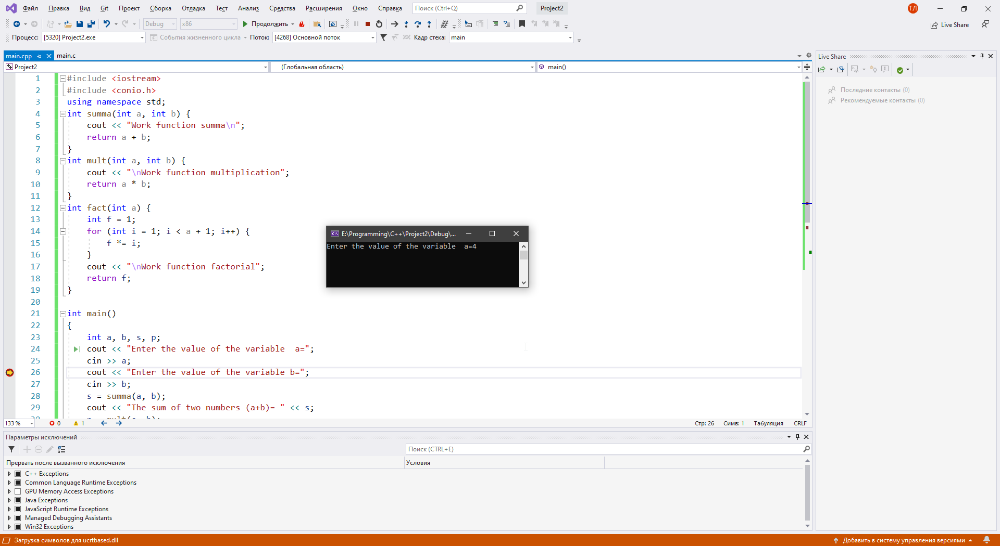 Файл Правка Вид Git Проект Сборка Отладка Тест Анализ Средства Расширения Окно Справка Поиск (Ctrl+Q) Project2 ТЛ
Debug x86 Продолжить Live Share
Процесс: [5320] Project2.exe События жизненного цикла Поток: [4268] Основной поток Кадр стека: main
main.cpp main.c
Project2 (Глобальная область) main()
1 #include <iostream>
2 #include <conio.h>
3 using namespace std;
4 int summa(int a, int b) {
5 cout << "Work function summa\n";
6 return a + b;
7 }
8 int mult(int a, int b) {
9 cout << "\nWork function multiplication";
10 return a * b;
11 }
12 int fact(int a) {
13 int f = 1;
14 for (int i = 1; i < a + 1; i++) {
15 f *= i;
16 }
17 cout << "\nWork function factorial";
18 return f;
19 }
20
21 int main()
22 {
23 int a, b, s, p;
24 cout << "Enter the value of the variable  a=";
25 cin >> a;
26 cout << "Enter the value of the variable b=";
27 cin >> b;
28 s = summa(a, b);
29 cout << "The sum of two numbers (a+b)= " << s;
E:\Programming\C++\Project2\Debug\...
Enter the value of the variable  a=4
133 % 0 1 Стр: 26 Симв: 1 Табуляция CRLF
Live Share
Последние контакты (0)
Рекомендуемые контакты (0)
Параметры исключений
Поиск (CTRL+E)
Прервать после вызванного исключения Условия
C++ Exceptions
Common Language Runtime Exceptions
GPU Memory Access Exceptions
Java Exceptions
JavaScript Runtime Exceptions
Managed Debugging Assistants
Win32 Exceptions
Загрузка символов для ucrtbased.dll Добавить в систему управления версиями